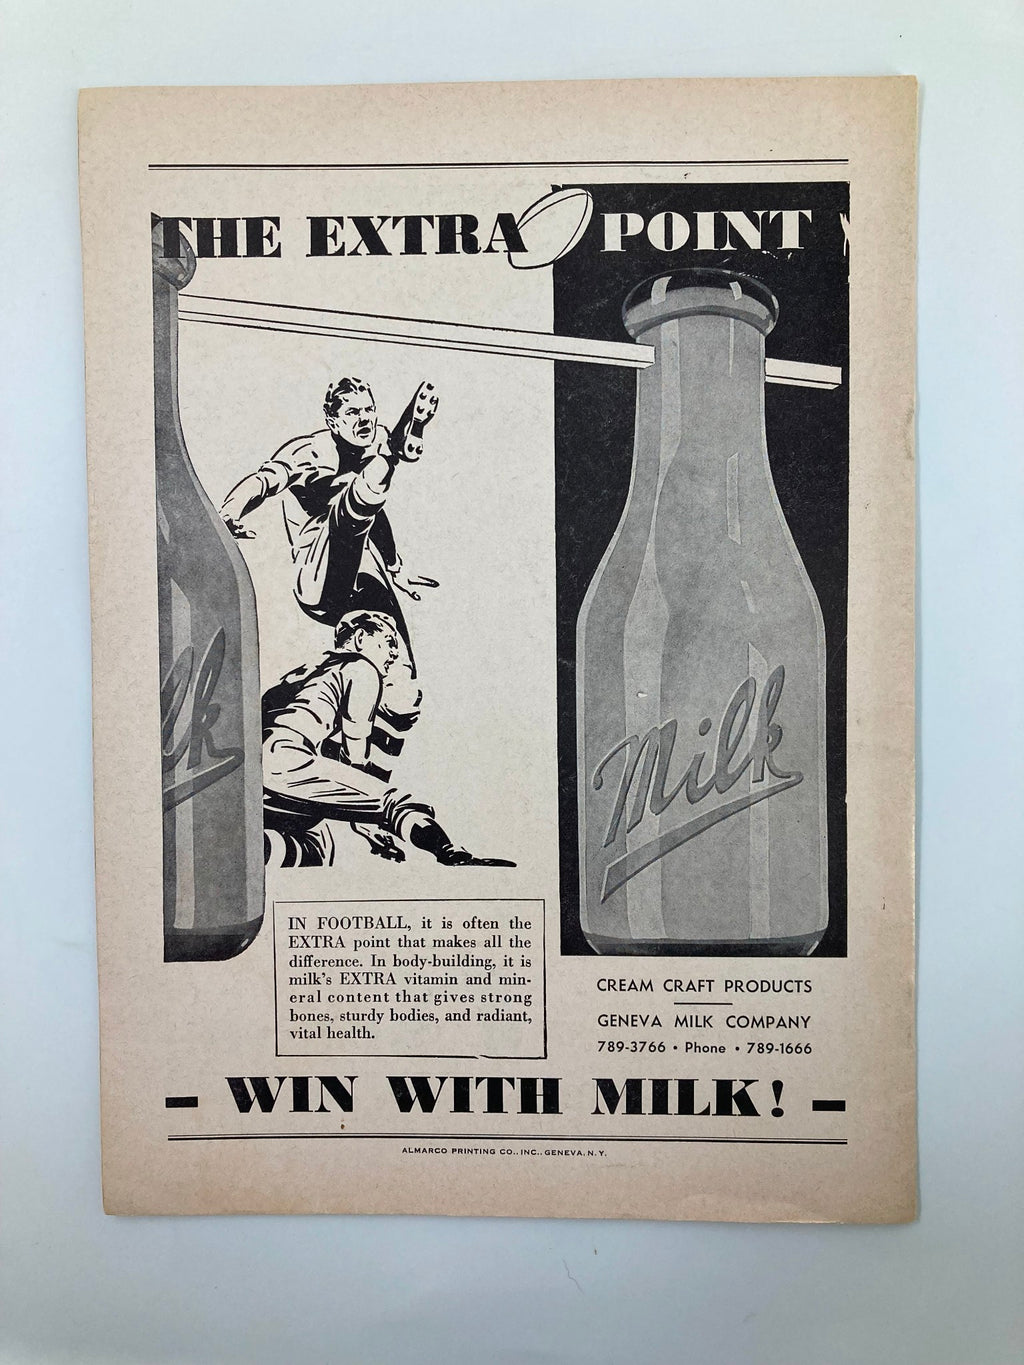 THE EXTRA POINT
lk
Milk
IN FOOTBALL, it is often the
EXTRA point that makes all the
difference. In body-building, it is
milk's EXTRA vitamin and min-
eral content that gives strong
bones, sturdy bodies, and radiant,
vital health.
CREAM CRAFT PRODUCTS
GENEVA MILK COMPANY
789-3766 • Phone • 789-1666
– WIN WITH MILK! –
ALMARCO PRINTING CO., INC., GENEVA, N. Y.